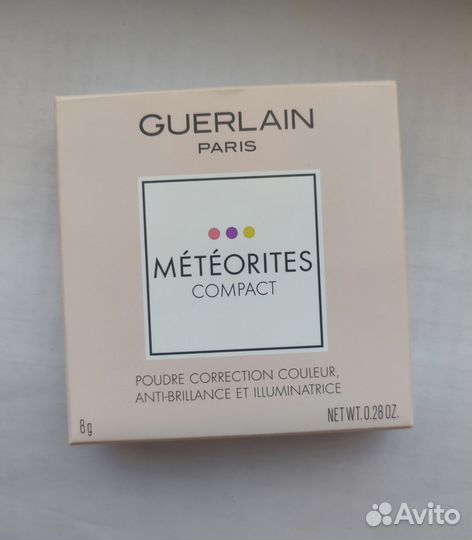 GUERLAIN
PARIS
MÉTÉORITES
COMPACT
POUDRE CORRECTION COULEUR,
ANTI-BRILLANCE ET ILLUMINATRICE
8g
NET WT. 0.28 OZ.
Avito